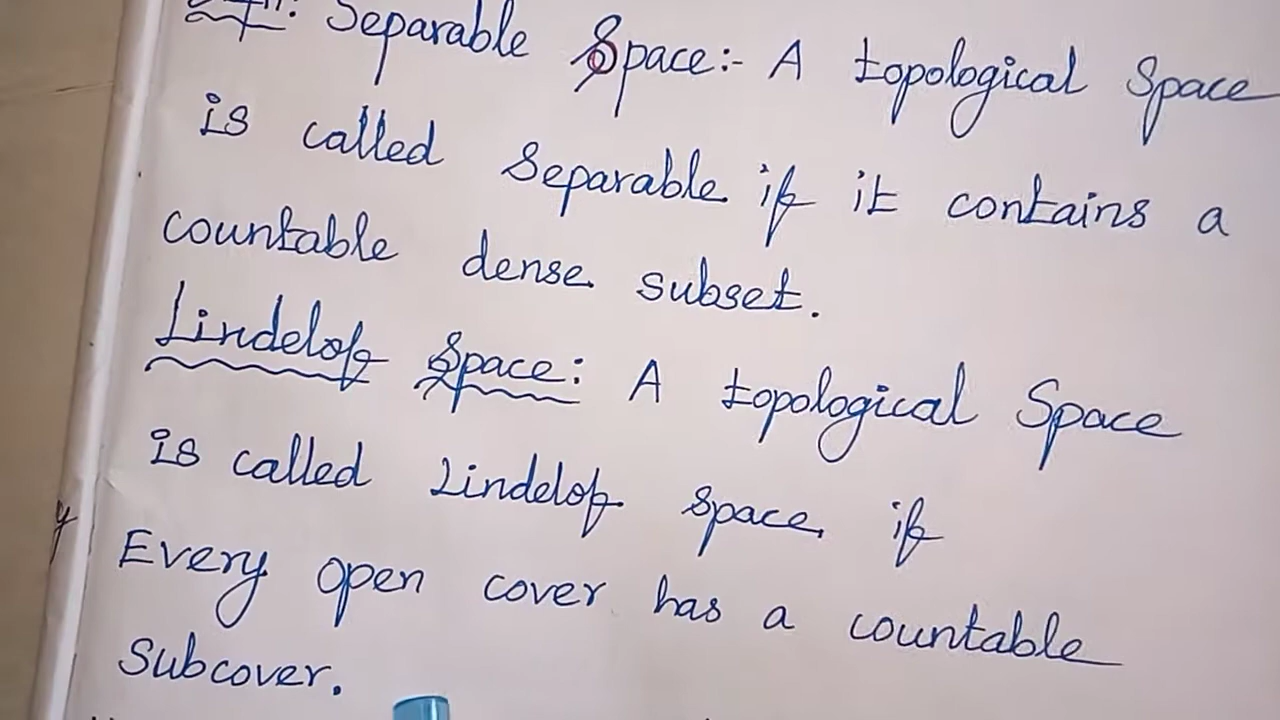 Separable Space:- A topological Space
is called Separable if it contains a
countable dense subset.
Lindelof Space: A topological Space
is called Lindelof space if
Every open cover has a countable
Subcover.